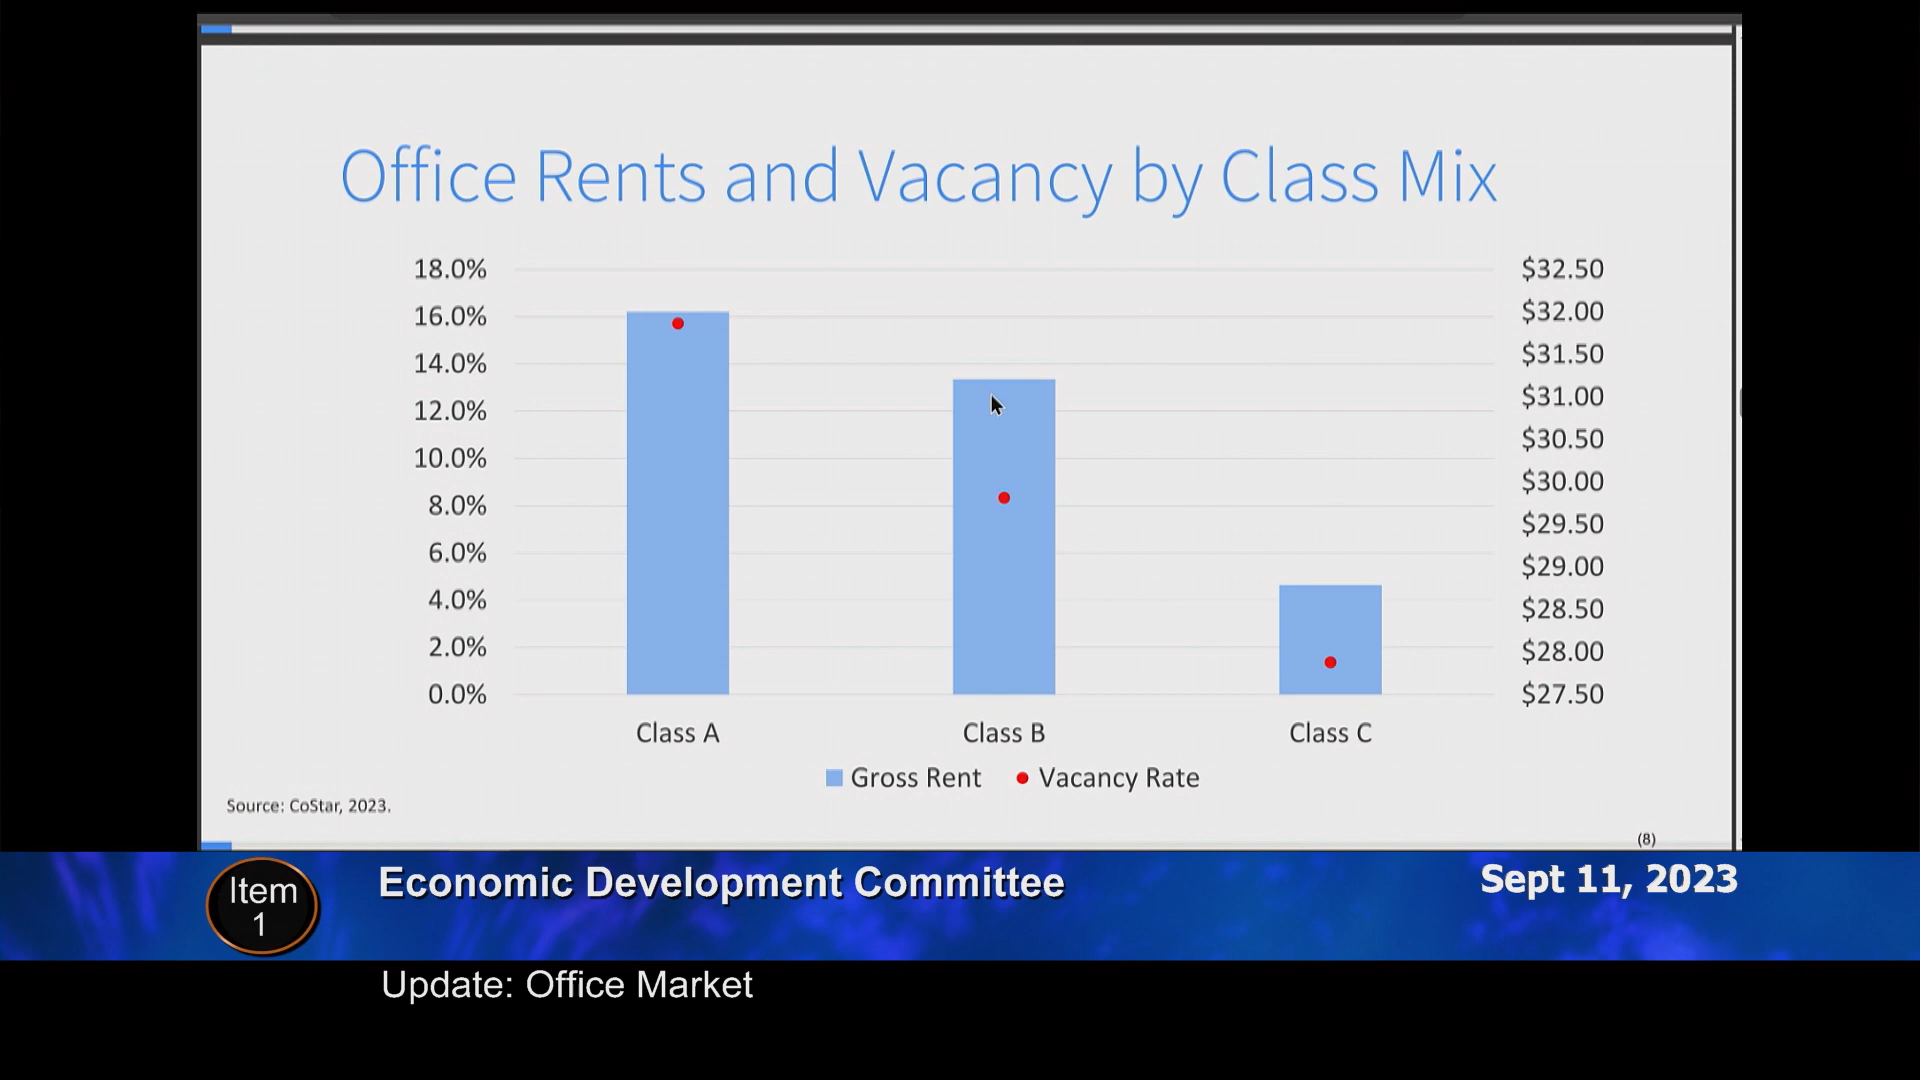 Office Rents and Vacancy by Class Mix
18.0%
16.0%
14.0%
12.0%
10.0%
8.0%
6.0%
4.0%
2.0%
0.0%
$32.50
$32.00
$31.50
$31.00
$30.50
$30.00
$29.50
$29.00
$28.50
$28.00
$27.50
Class A Class B Class C
Gross Rent Vacancy Rate
Source: CoStar, 2023.
(8)
Item
1
Economic Development Committee
Sept 11, 2023
Update: Office Market